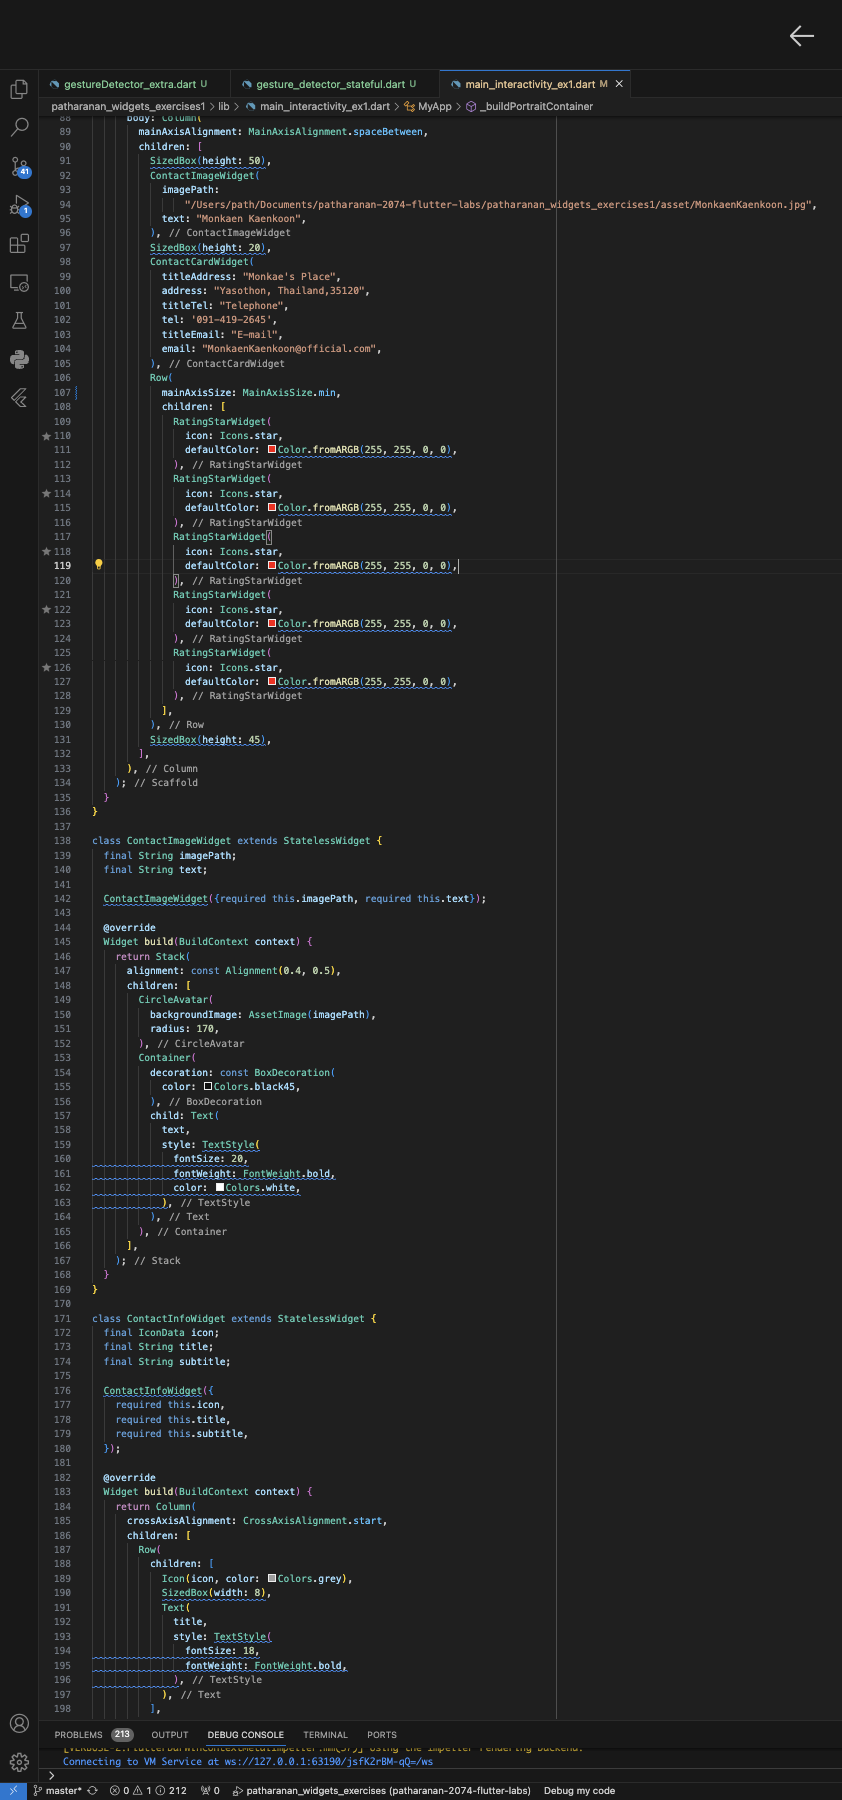 gestureDetector_extra.dart U
gesture_detector_stateful.dart U
main_interactivity_ex1.dart M
patharanan_widgets_exercises1 > lib > main_interactivity_ex1.dart > MyApp > _buildPortraitContainer
88 body: Column(
89 mainAxisAlignment: MainAxisAlignment.spaceBetween,
90 children: [
91 SizedBox(height: 50),
92 ContactImageWidget(
93 imagePath:
94 "/Users/path/Documents/patharanan-2074-flutter-labs/patharanan_widgets_exercises1/asset/MonkaenKaenkoon.jpg",
95 text: "Monkaen Kaenkoon",
96 ), // ContactImageWidget
97 SizedBox(height: 20),
98 ContactCardWidget(
99 titleAddress: "Monkae's Place",
100 address: "Yasothon, Thailand,35120",
101 titleTel: "Telephone",
102 tel: '091-419-2645',
103 titleEmail: "E-mail",
104 email: "MonkaenKaenkoon@official.com",
105 ), // ContactCardWidget
106 Row(
107 mainAxisSize: MainAxisSize.min,
108 children: [
109 RatingStarWidget(
110 icon: Icons.star,
111 defaultColor: Color.fromARGB(255, 255, 0, 0),
112 ), // RatingStarWidget
113 RatingStarWidget(
114 icon: Icons.star,
115 defaultColor: Color.fromARGB(255, 255, 0, 0),
116 ), // RatingStarWidget
117 RatingStarWidget(
118 icon: Icons.star,
119 defaultColor: Color.fromARGB(255, 255, 0, 0),
120 ), // RatingStarWidget
121 RatingStarWidget(
122 icon: Icons.star,
123 defaultColor: Color.fromARGB(255, 255, 0, 0),
124 ), // RatingStarWidget
125 RatingStarWidget(
126 icon: Icons.star,
127 defaultColor: Color.fromARGB(255, 255, 0, 0),
128 ), // RatingStarWidget
129 ],
130 ), // Row
131 SizedBox(height: 45),
132 ],
133 ), // Column
134 ); // Scaffold
135 }
136 }
137
138 class ContactImageWidget extends StatelessWidget {
139 final String imagePath;
140 final String text;
141
142 ContactImageWidget({required this.imagePath, required this.text});
143
144 @override
145 Widget build(BuildContext context) {
146 return Stack(
147 alignment: const Alignment(0.4, 0.5),
148 children: [
149 CircleAvatar(
150 backgroundImage: AssetImage(imagePath),
151 radius: 170,
152 ), // CircleAvatar
153 Container(
154 decoration: const BoxDecoration(
155 color: Colors.black45,
156 ), // BoxDecoration
157 child: Text(
158 text,
159 style: TextStyle(
160 fontSize: 20,
161 fontWeight: FontWeight.bold,
162 color: Colors.white,
163 ), // TextStyle
164 ), // Text
165 ), // Container
166 ],
167 ); // Stack
168 }
169 }
170
171 class ContactInfoWidget extends StatelessWidget {
172 final IconData icon;
173 final String title;
174 final String subtitle;
175
176 ContactInfoWidget({
177 required this.icon,
178 required this.title,
179 required this.subtitle,
180 });
181
182 @override
183 Widget build(BuildContext context) {
184 return Column(
185 crossAxisAlignment: CrossAxisAlignment.start,
186 children: [
187 Row(
188 children: [
189 Icon(icon, color: Colors.grey),
190 SizedBox(width: 8),
191 Text(
192 title,
193 style: TextStyle(
194 fontSize: 18,
195 fontWeight: FontWeight.bold,
196 ), // TextStyle
197 ), // Text
198 ],
41
1
PROBLEMS 213 OUTPUT DEBUG CONSOLE TERMINAL PORTS
Using the Impeller rendering backend.
Connecting to VM Service at ws://127.0.0.1:63190/jsfK2rBM-qQ=/ws
>
master* 0 1 212 0 patharanan_widgets_exercises (patharanan-2074-flutter-labs) Debug my code